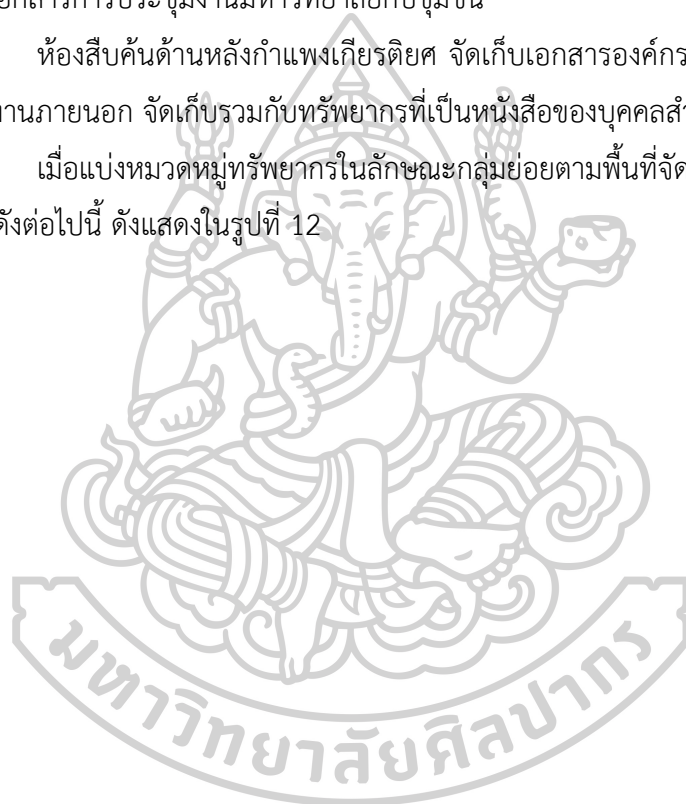 การประชุมงานมหาวิทยาลัยกับชุมชน
ห้องสืบค้นด้านหลังกำแพงเกียรติยศ จัดเก็บเอกสารองค์กร
งานภายนอก จัดเก็บรวมกับทรัพยากรที่เป็นหนังสือของบุคคล
เมื่อแบ่งหมวดหมู่ทรัพยากรในลักษณะกลุ่มย่อยตามพื้นที่จัด
ดังต่อไปนี้ ดังแสดงในรูปที่ 12
มหาวิทยาลัยศิลปากร